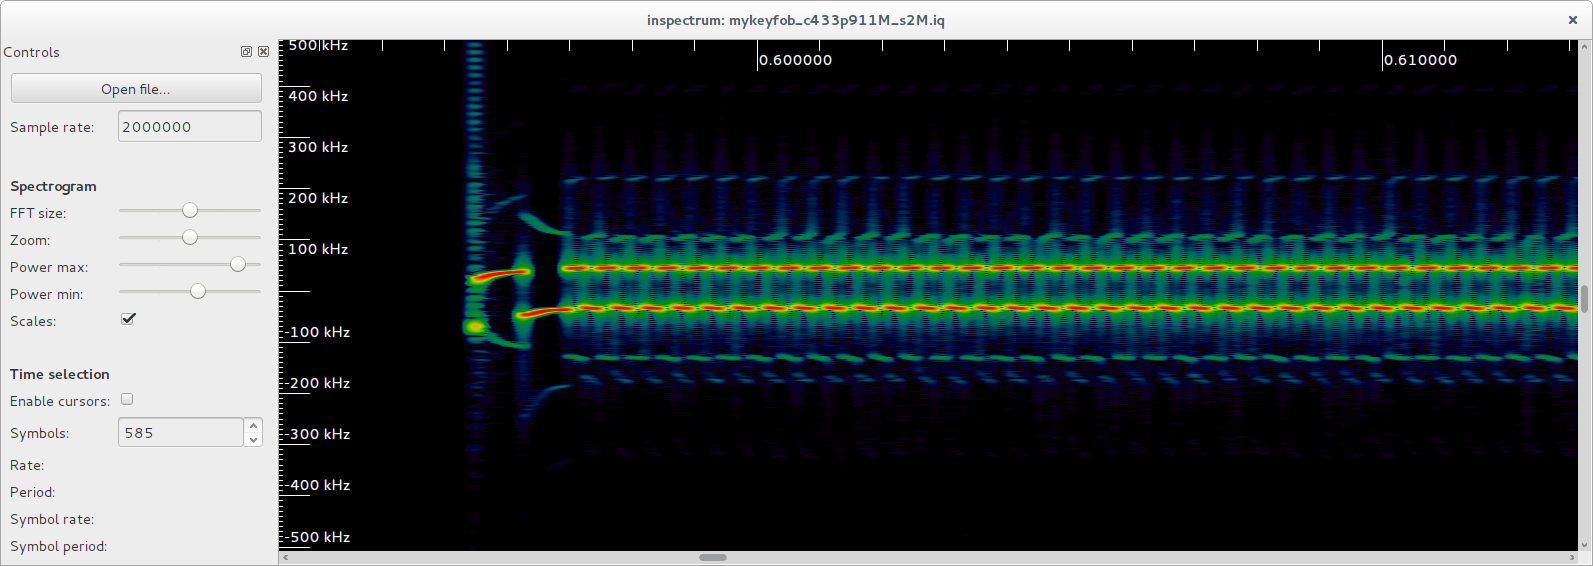 inspectrum: mykeyfob_c433p911M_s2M.iq
Controls
Open file...
Sample rate: 2000000
Spectrogram
FFT size:
Zoom:
Power max:
Power min:
Scales:
Time selection
Enable cursors:
Symbols: 585
Rate:
Period:
Symbol rate:
Symbol period:
500 kHz
400 kHz
300 kHz
200 kHz
100 kHz
-100 kHz
-200 kHz
-300 kHz
-400 kHz
-500 kHz
0.600000
0.610000